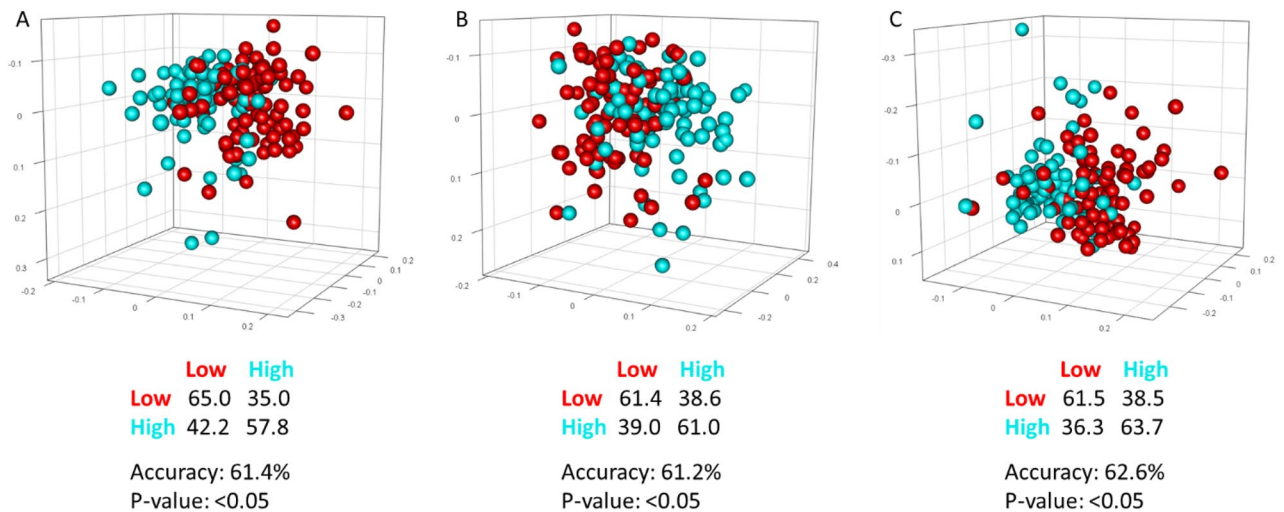 A
-0.1
0
0.1
0.2
0.3
-0.2
-0.1
0
0.1
0.2
-0.3
-0.2
-0.1
0
0.1
0.2
Low High
Low 65.0 35.0
High 42.2 57.8
Accuracy: 61.4%
P-value: <0.05
B
-0.1
0
0.1
0.2
-0.2
-0.1
0
0.1
0.2
-0.2
0
0.2
0.4
Low High
Low 61.4 38.6
High 39.0 61.0
Accuracy: 61.2%
P-value: <0.05
C
-0.3
-0.2
-0.1
0
0.1
-0.1
0
0.1
0.2
-0.2
-0.1
0
0.1
0.2
Low High
Low 61.5 38.5
High 36.3 63.7
Accuracy: 62.6%
P-value: <0.05